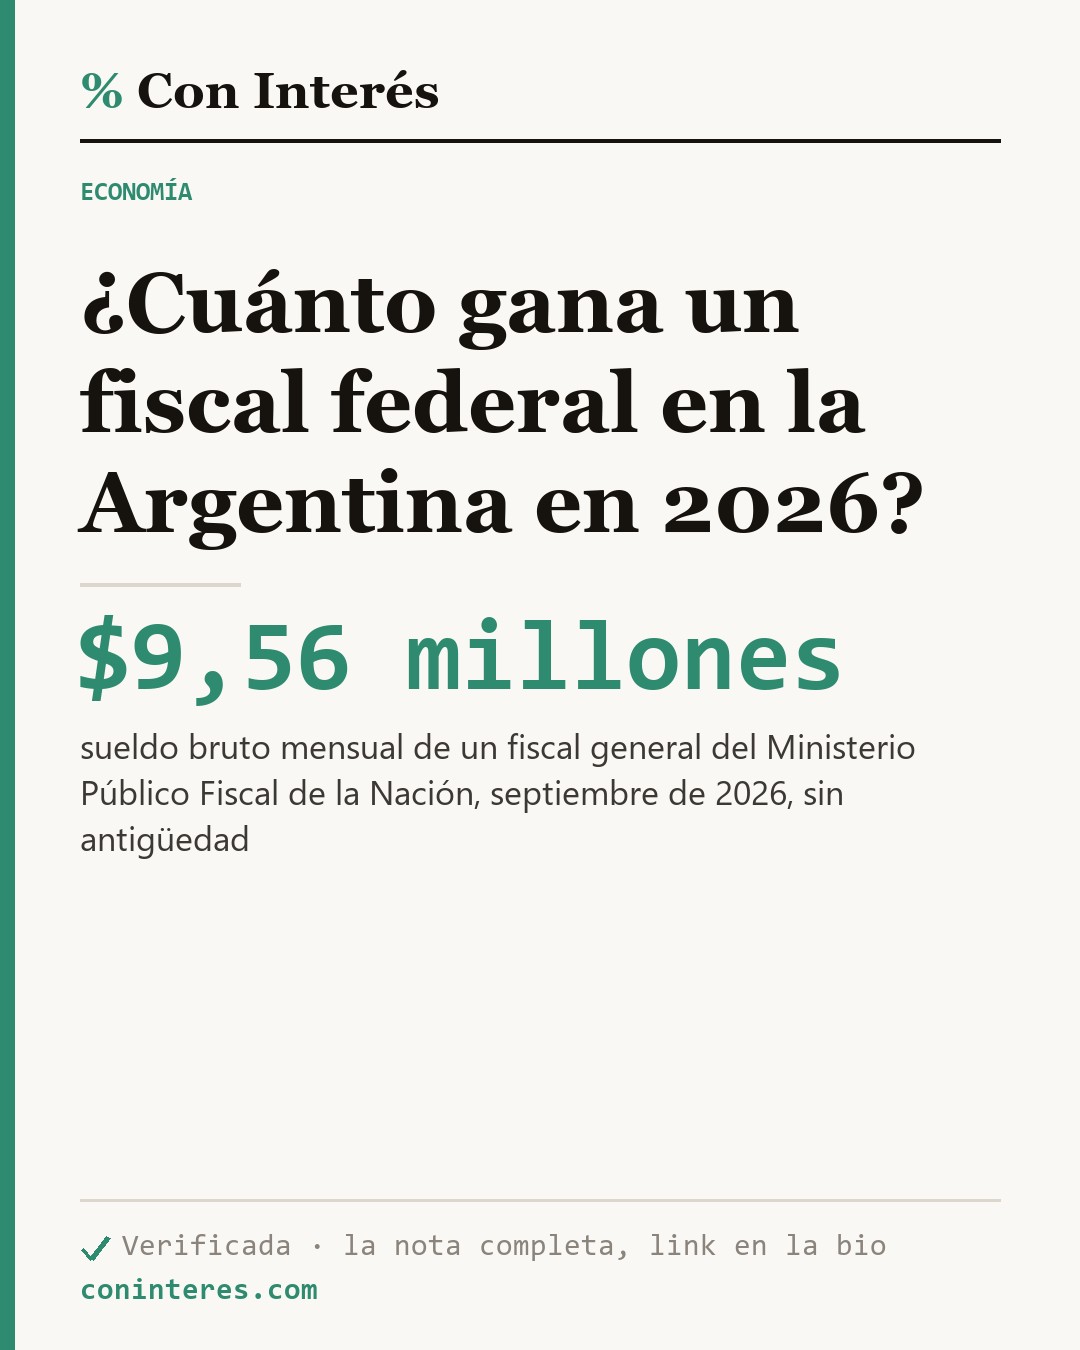 % Con Interés
ECONOMÍA
¿Cuánto gana un
fiscal federal en la
Argentina en 2026?
$9,56 millones
sueldo bruto mensual de un fiscal general del Ministerio
Público Fiscal de la Nación, septiembre de 2026, sin
antigüedad
✓ Verificada · la nota completa, link en la bio
coninteres.com